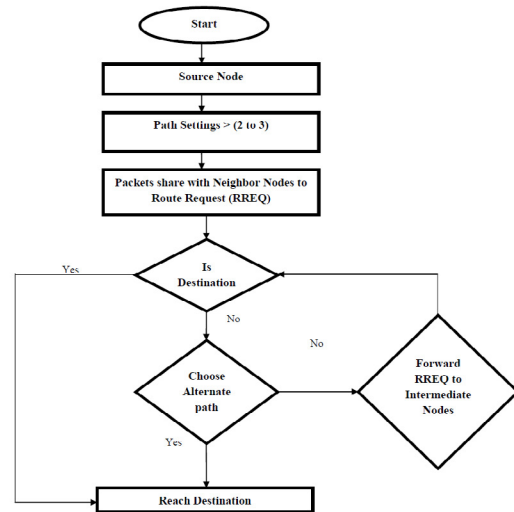 Start
Source Node
Path Settings > (2 to 3)
Packets share with Neighbor Nodes to
Route Request (RREQ)
Yes
Is
Destination
No
No
Choose
Alternate
path
Forward
RREQ to
Intermediate
Nodes
Yes
Reach Destination